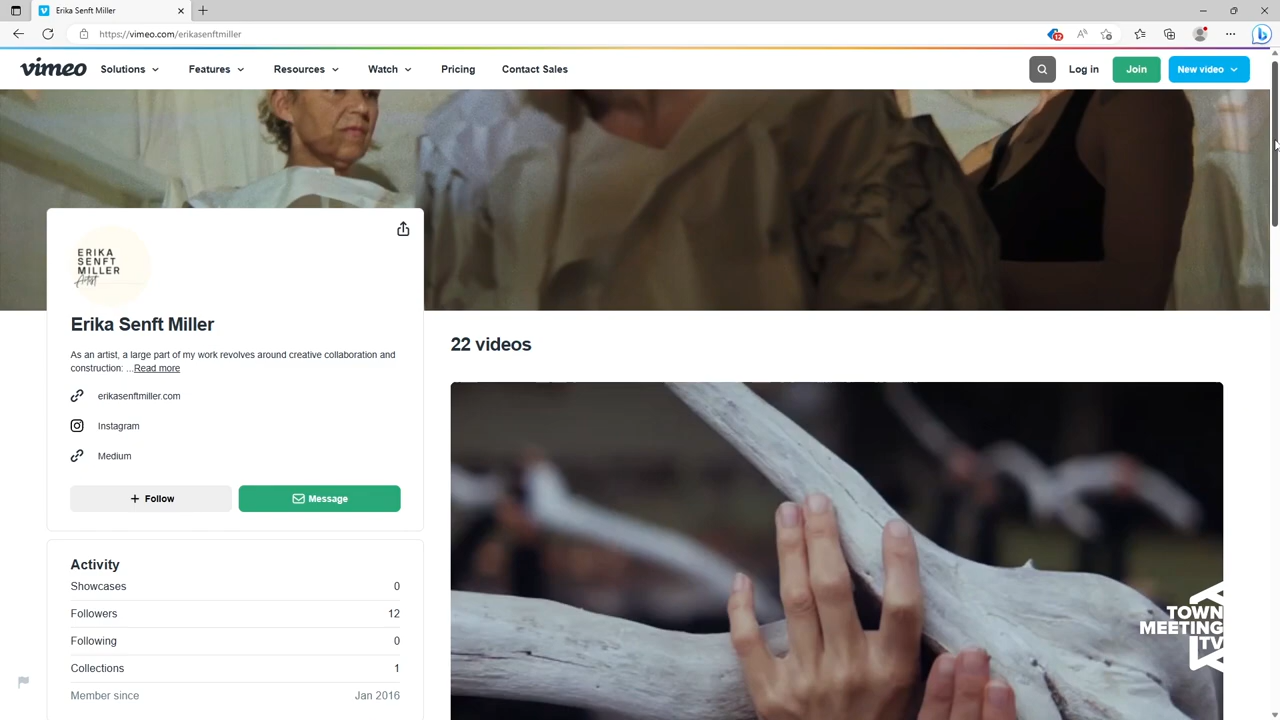 Erika Senft Miller
https://vimeo.com/erikasenftmiller
12
vimeo
Solutions
Features
Resources
Watch
Pricing
Contact Sales
Log in
Join
New video
ERIKA
SENFT
MILLER
Artist
Erika Senft Miller
As an artist, a large part of my work revolves around creative collaboration and
construction: ...Read more
erikasenftmiller.com
Instagram
Medium
+ Follow
Message
22 videos
Activity
Showcases 0
Followers 12
Following 0
Collections 1
Member since Jan 2016
TOWN
MEETING
TV